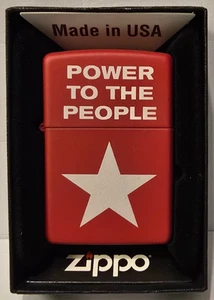 Made in USA
POWER
TO THE
PEOPLE
zippo